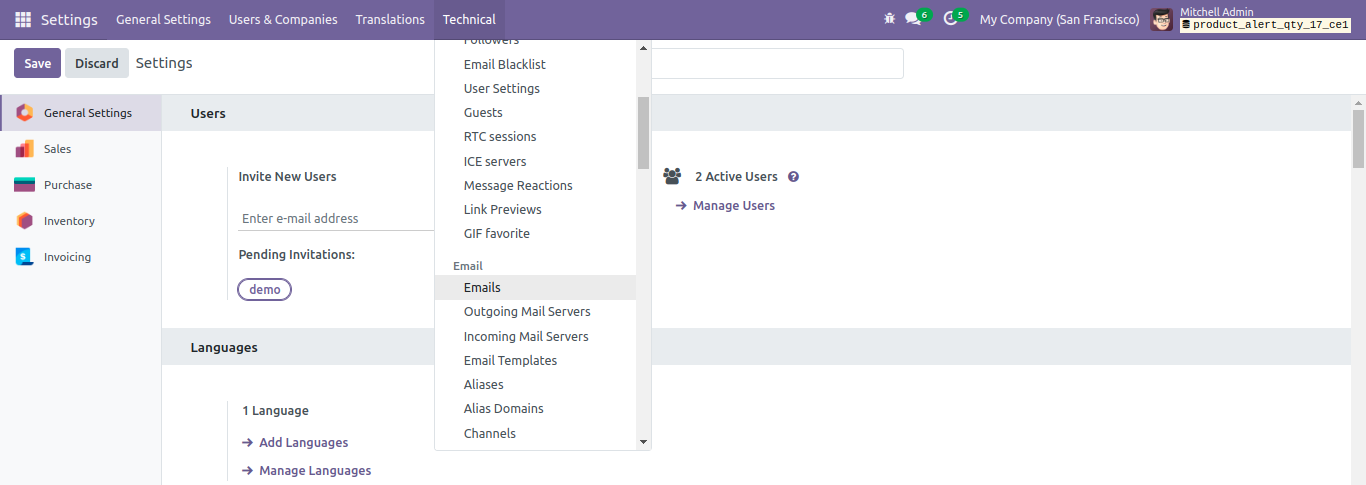 Settings General Settings Users & Companies Translations Technical 6 5 My Company (San Francisco) Mitchell Admin
product_alert_qty_17_ce1
Save Discard Settings
General Settings
Sales
Purchase
Inventory
Invoicing
Followers
Email Blacklist
User Settings
Guests
RTC sessions
ICE servers
Message Reactions
Link Previews
GIF favorite
Email
Emails
Outgoing Mail Servers
Incoming Mail Servers
Email Templates
Aliases
Alias Domains
Channels
Users
Invite New Users
Enter e-mail address
Pending Invitations:
demo
2 Active Users ?
→ Manage Users
Languages
1 Language
→ Add Languages
→ Manage Languages